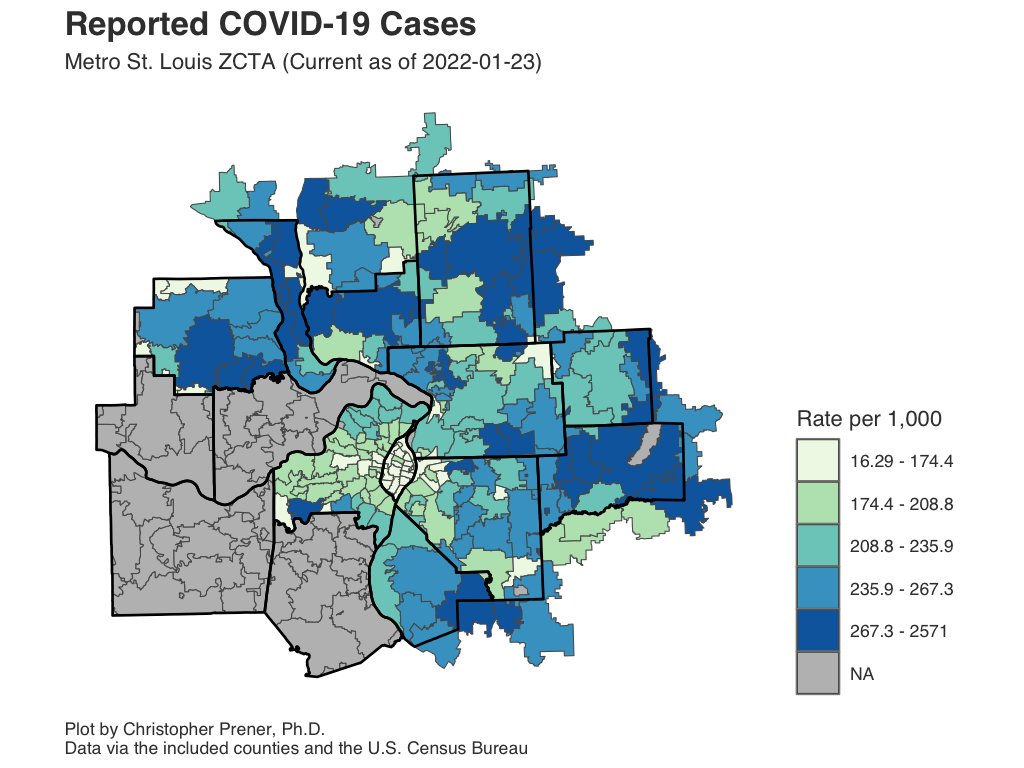 Reported COVID-19 Cases
Metro St. Louis ZCTA (Current as of 2022-01-23)
Rate per 1,000
16.29 - 174.4
174.4 - 208.8
208.8 - 235.9
235.9 - 267.3
267.3 - 2571
NA
Plot by Christopher Prener, Ph.D.
Data via the included counties and the U.S. Census Bureau